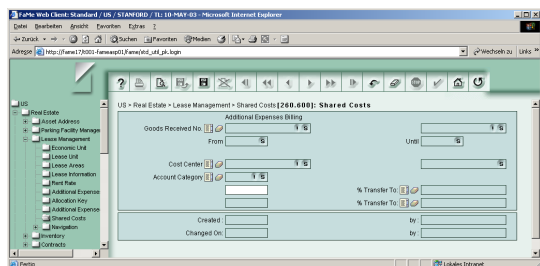 FaMe Web Client: Standard / US / STANFORD / TL: 10-MAY-03 - Microsoft Internet Explorer
Datei Bearbeiten Ansicht Favoriten Extras ?
Zurück Suchen Favoriten Medien
Adresse http://fame17/t001-fameasp01/fame/std_util_pk.login Wechseln zu Links »
US > Real Estate > Lease Management > Shared Costs [260.600]: Shared Costs
US
Real Estate
Asset Address
Parking Facility Manage
Lease Management
Economic Unit
Lease Unit
Lease Areas
Lease Information
Rent Rate
Additional Expense
Allocation Key
Additional Expense
Shared Costs
Navigation
Inventory
Contracts
Additional Expenses Billing
Goods Received No.
From Until
Cost Center
Account Category
% Transfer To:
% Transfer To:
Created : by :
Changed On: by :
Fertig Lokales Intranet